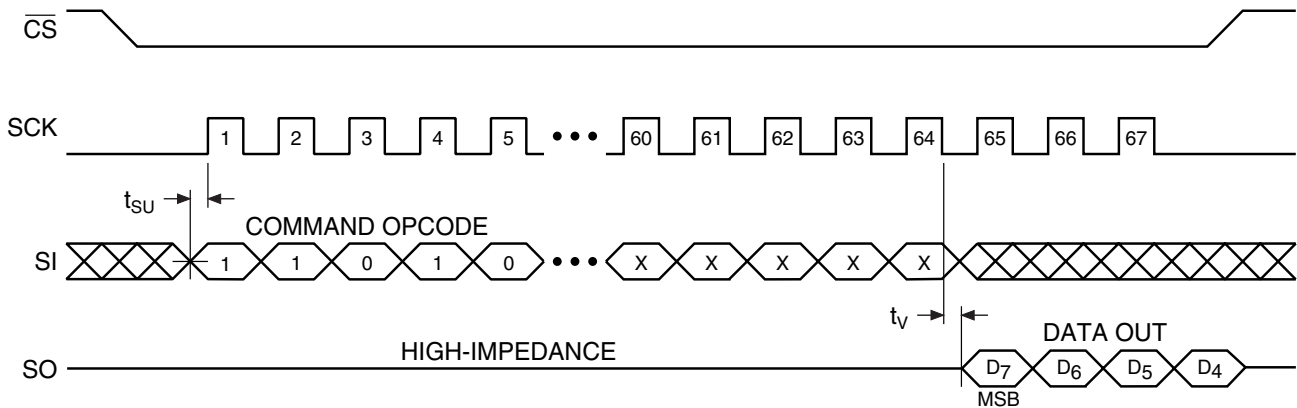 CS
SCK 1 2 3 4 5 ••• 60 61 62 63 64 65 66 67
tSU
COMMAND OPCODE
SI 1 1 0 1 0 ••• X X X X X
tV
DATA OUT
HIGH-IMPEDANCE
SO D7 D6 D5 D4
MSB